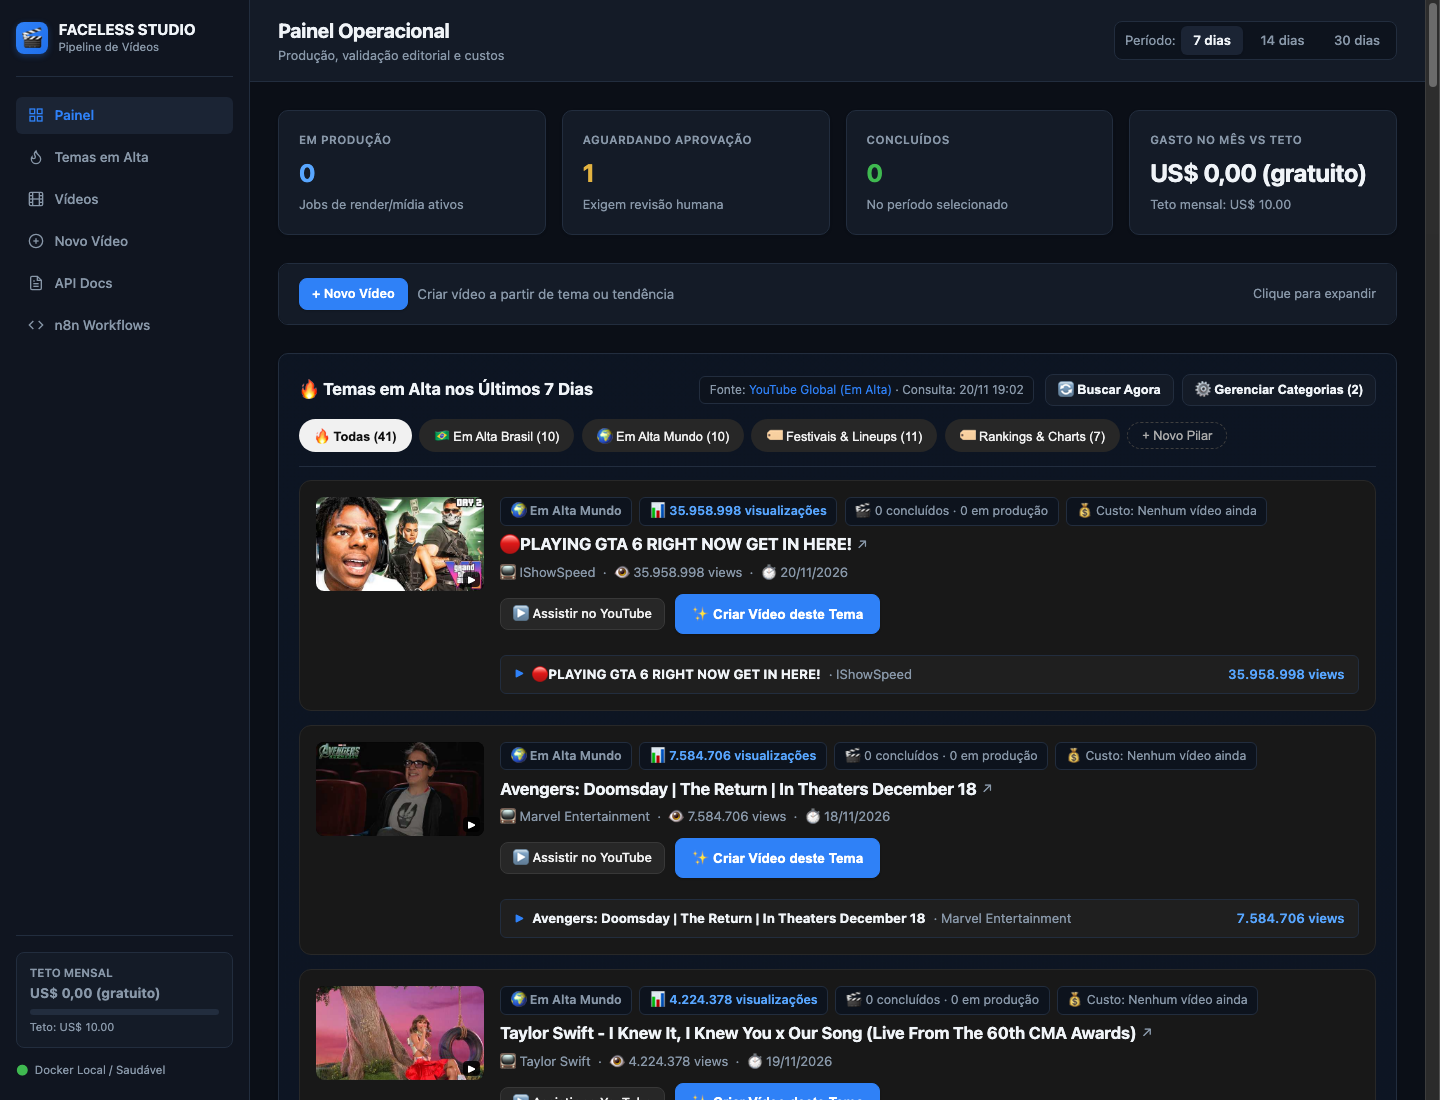 FACELESS STUDIO
Pipeline de Vídeos
Painel
Temas em Alta
Vídeos
Novo Vídeo
API Docs
n8n Workflows
TETO MENSAL
US$ 0,00 (gratuito)
Teto: US$ 10.00
Docker Local / Saudável
Painel Operacional
Produção, validação editorial e custos
Período: 7 dias 14 dias 30 dias
EM PRODUÇÃO
0
Jobs de render/mídia ativos
AGUARDANDO APROVAÇÃO
1
Exigem revisão humana
CONCLUÍDOS
0
No período selecionado
GASTO NO MÊS VS TETO
US$ 0,00 (gratuito)
Teto mensal: US$ 10.00
+ Novo Vídeo Criar vídeo a partir de tema ou tendência Clique para expandir
🔥 Temas em Alta nos Últimos 7 Dias
Fonte: YouTube Global (Em Alta) · Consulta: 20/11 19:02
🔄 Buscar Agora
⚙️ Gerenciar Categorias (2)
🔥 Todas (41) 🇧🇷 Em Alta Brasil (10) 🌍 Em Alta Mundo (10) 🏷️ Festivais & Lineups (11) 🏷️ Rankings & Charts (7) + Novo Pilar
DAY 2
grand
🌍 Em Alta Mundo 📊 35.958.998 visualizações 🎬 0 concluídos · 0 em produção 💰 Custo: Nenhum vídeo ainda
🔴PLAYING GTA 6 RIGHT NOW GET IN HERE! ↗
📺 IShowSpeed · 👁️ 35.958.998 views · ⏱️ 20/11/2026
▶️ Assistir no YouTube ✨ Criar Vídeo deste Tema
▶ 🔴PLAYING GTA 6 RIGHT NOW GET IN HERE! · IShowSpeed 35.958.998 views
AVENGERS
🌍 Em Alta Mundo 📊 7.584.706 visualizações 🎬 0 concluídos · 0 em produção 💰 Custo: Nenhum vídeo ainda
Avengers: Doomsday | The Return | In Theaters December 18 ↗
📺 Marvel Entertainment · 👁️ 7.584.706 views · ⏱️ 18/11/2026
▶️ Assistir no YouTube ✨ Criar Vídeo deste Tema
▶ Avengers: Doomsday | The Return | In Theaters December 18 · Marvel Entertainment 7.584.706 views
🌍 Em Alta Mundo 📊 4.224.378 visualizações 🎬 0 concluídos · 0 em produção 💰 Custo: Nenhum vídeo ainda
Taylor Swift - I Knew It, I Knew You x Our Song (Live From The 60th CMA Awards) ↗
📺 Taylor Swift · 👁️ 4.224.378 views · ⏱️ 19/11/2026
▶️ Assistir no YouTube ✨ Criar Vídeo deste Tema